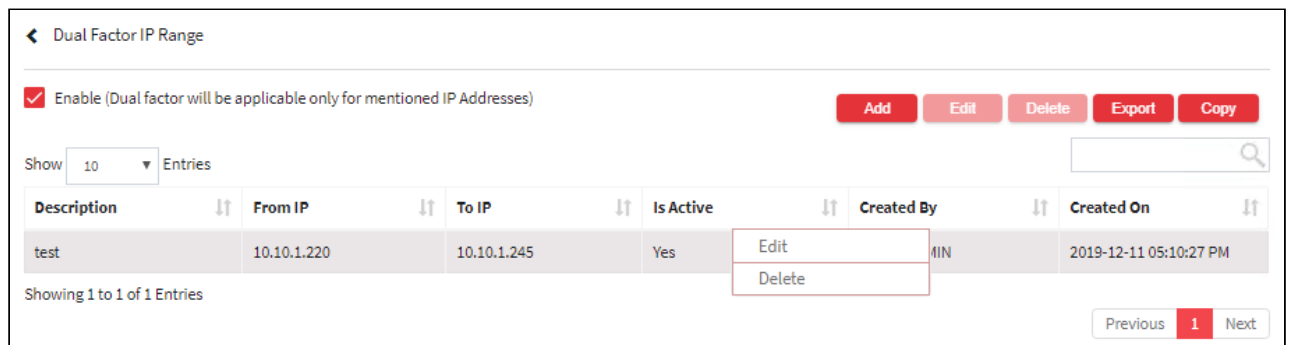 Dual Factor IP Range
Enable (Dual factor will be applicable only for mentioned IP Addresses)
Add Edit Delete Export Copy
Show 10 Entries
Description From IP To IP Is Active Created By Created On
test 10.10.1.220 10.10.1.245 Yes MIN 2019-12-11 05:10:27 PM
Edit
Delete
Showing 1 to 1 of 1 Entries
Previous 1 Next